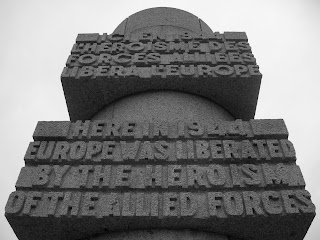 ICI EN 1944
L'HEROISME DES
FORCES ALLIEES
LIBERA L'EUROPE
HERE IN 1944
EUROPE WAS LIBERATED
BY THE HEROISM
OF THE ALLIED FORCES